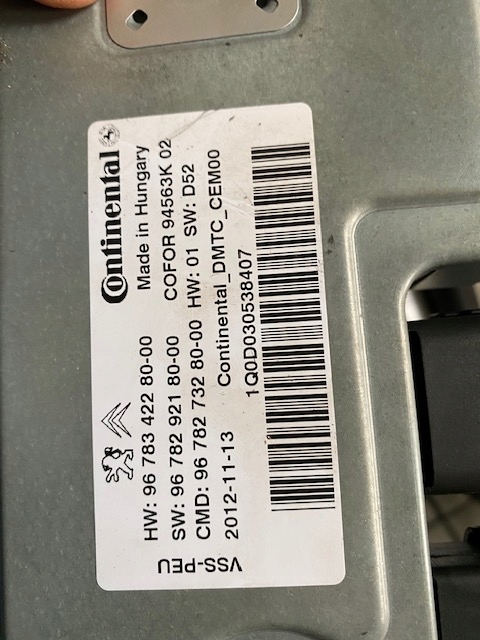 Continental
Made in Hungary
COFOR 94563K 02
HW: 96 783 422 80-00
SW: 96 782 921 80-00
CMD: 96 782 732 80-00 HW: 01 SW: D52
2012-11-13 Continental_DMTC_CEM00
1Q0D030538407
VSS-PEU